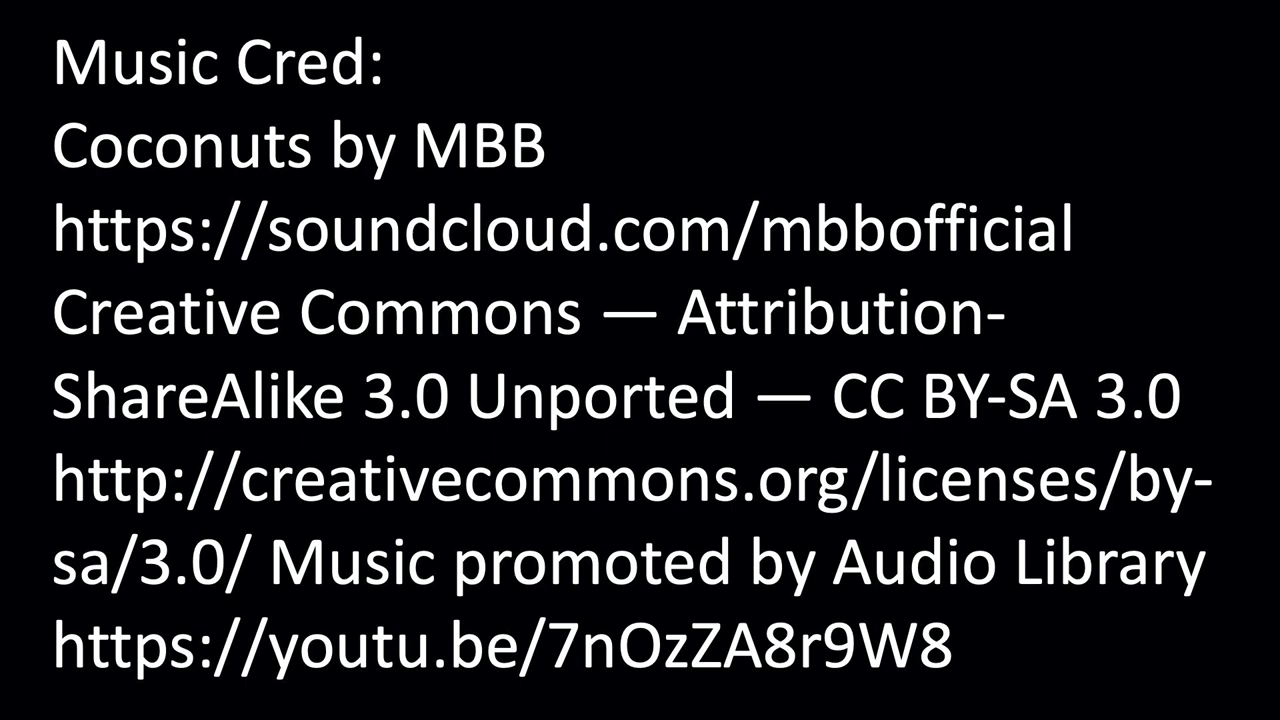 Music Cred:
Coconuts by MBB
https://soundcloud.com/mbbofficial
Creative Commons — Attribution-
ShareAlike 3.0 Unported — CC BY-SA 3.0
http://creativecommons.org/licenses/by-
sa/3.0/ Music promoted by Audio Library
https://youtu.be/7nOzZA8r9W8